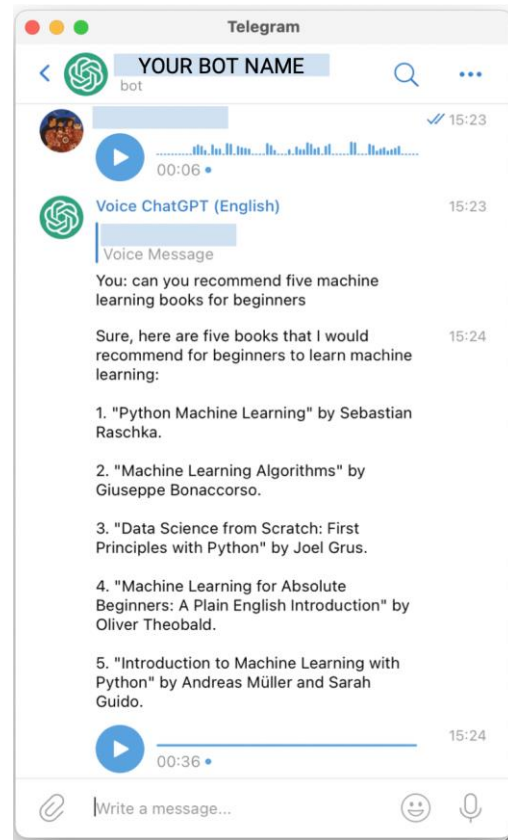 Telegram
YOUR BOT NAME
bot
15:23
00:06
Voice ChatGPT (English)
15:23
Voice Message
You: can you recommend five machine
learning books for beginners
Sure, here are five books that I would
15:24
recommend for beginners to learn machine
learning:
1. "Python Machine Learning" by Sebastian
Raschka.
2. "Machine Learning Algorithms" by
Giuseppe Bonaccorso.
3. "Data Science from Scratch: First
Principles with Python" by Joel Grus.
4. "Machine Learning for Absolute
Beginners: A Plain English Introduction" by
Oliver Theobald.
5. "Introduction to Machine Learning with
Python" by Andreas Müller and Sarah
Guido.
15:24
00:36
Write a message...